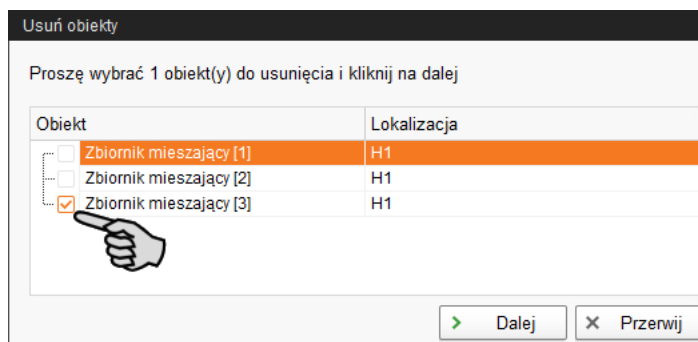 Usuń obiekty
Proszę wybrać 1 obiekt(y) do usunięcia i kliknij na dalej
Obiekt Lokalizacja
Zbiornik mieszający [1] H1
Zbiornik mieszający [2] H1
Zbiornik mieszający [3] H1
Dalej Przerwij